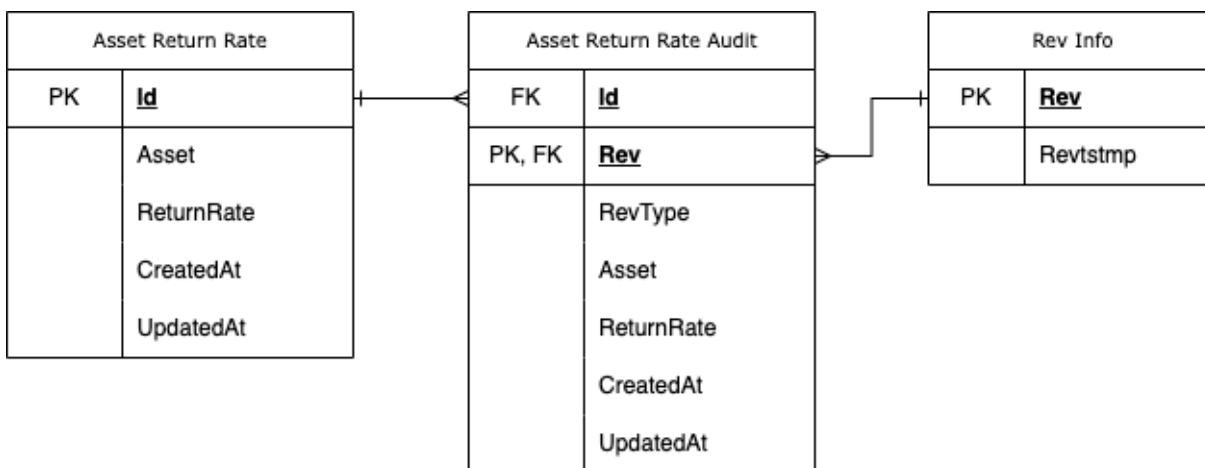 Asset Return Rate
PK Id
Asset
ReturnRate
CreatedAt
UpdatedAt
Asset Return Rate Audit
FK Id
PK, FK Rev
RevType
Asset
ReturnRate
CreatedAt
UpdatedAt
Rev Info
PK Rev
Revtstmp